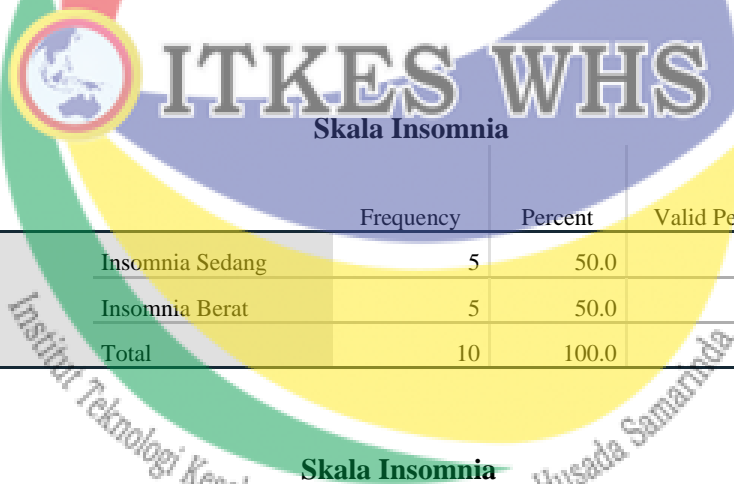 ITKES WHS
Skala Insomnia
Frequency Percent Valid
Insomnia Sedang 5 50.0
Insomnia Berat 5 50.0
Total 10 100.0
Institut Teknologi Husada Samarinda
Skala Insomnia